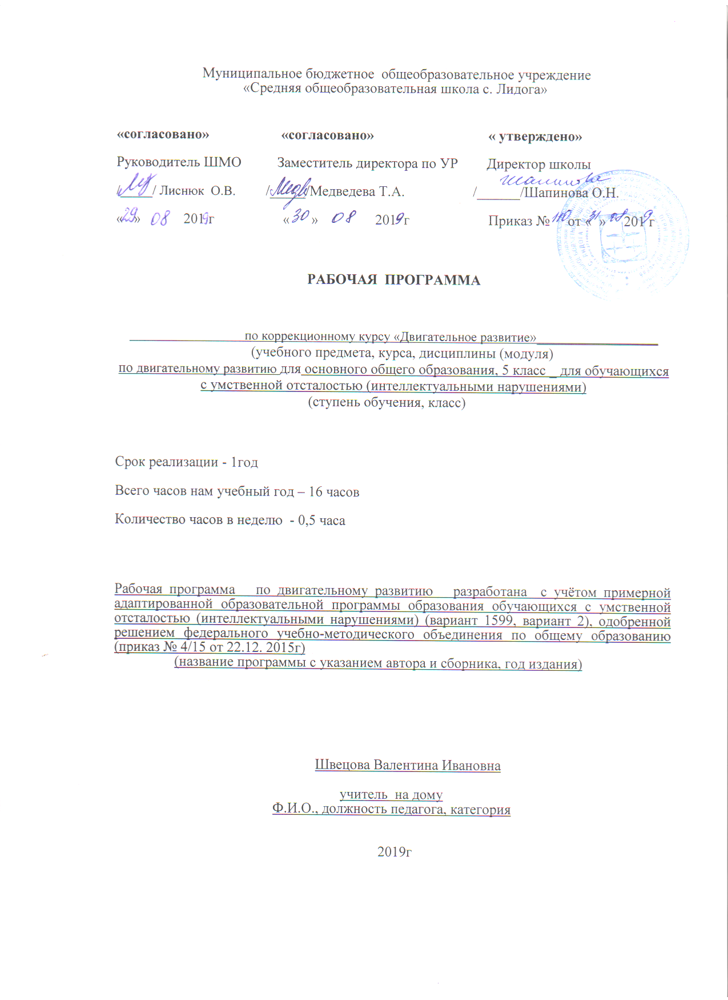 Муниципальное бюджетное общеобразовательное учреждение
«Средняя общеобразовательная школа с. Лидога»
«согласовано» «согласовано» « утверждено»
Руководитель ШМО Заместитель директора по УР Директор школы
/_____/ Лиснюк О.В. /_____/Медведева Т.А. /______/Шапинова О.Н.
«29» 08 2019г «30» 08 2019г Приказ № 110 от «31» 08 2019г
РАБОЧАЯ ПРОГРАММА
по коррекционному курсу «Двигательное развитие»
(учебного предмета, курса, дисциплины (модуля)
по двигательному развитию для основного общего образования, 5 класс _ для обучающихся
с умственной отсталостью (интеллектуальными нарушениями)
(ступень обучения, класс)
Срок реализации - 1год
Всего часов нам учебный год – 16 часов
Количество часов в неделю - 0,5 часа
Рабочая программа по двигательному развитию разработана с учётом примерной
адаптированной образовательной программы образования обучающихся с умственной
отсталостью (интеллектуальными нарушениями) (вариант 1599, вариант 2), одобренной
решением федерального учебно-методического объединения по общему образованию
(приказ № 4/15 от 22.12. 2015г)
(название программы с указанием автора и сборника, год издания)
Швецова Валентина Ивановна
учитель на дому
Ф.И.О., должность педагога, категория
2019г